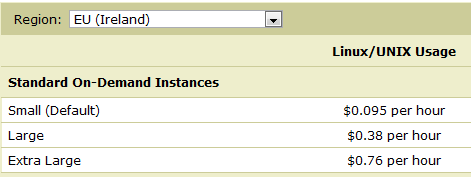 Region: EU (Ireland)
Linux/UNIX Usage
Standard On-Demand Instances
Small (Default) $0.095 per hour
Large $0.38 per hour
Extra Large $0.76 per hour